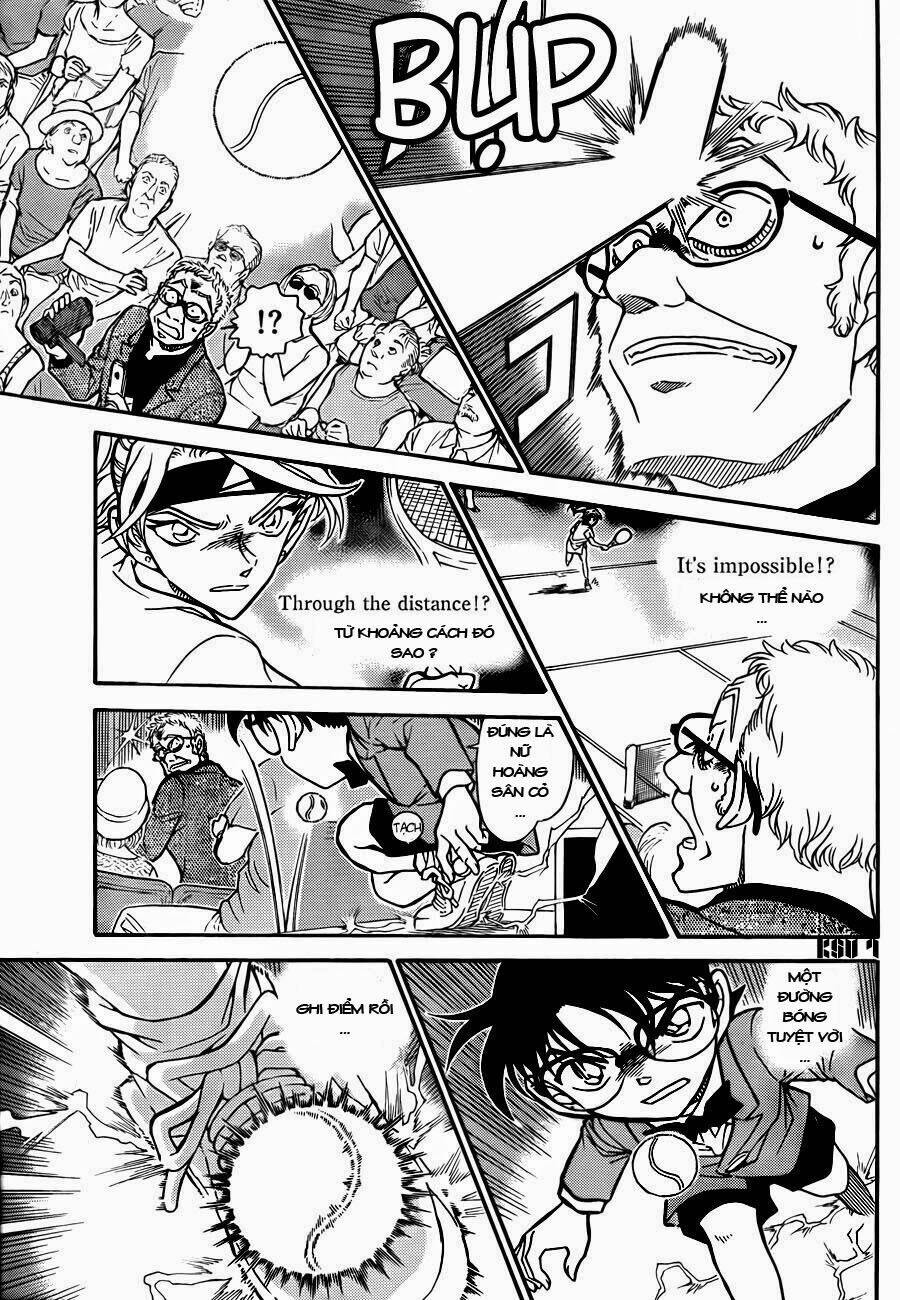 BỤP
!?
It's impossible!?
KHÔNG THỂ NÀO
...
Through the distance!?
TỪ KHOẢNG CÁCH ĐÓ
SAO ?
ĐÚNG LÀ
NỮ
HOÀNG
SÂN CỎ
...
TẠCH
MỘT
ĐƯỜNG
BÓNG
TUYỆT VỜI
...
GHI ĐIỂM RỒI
...